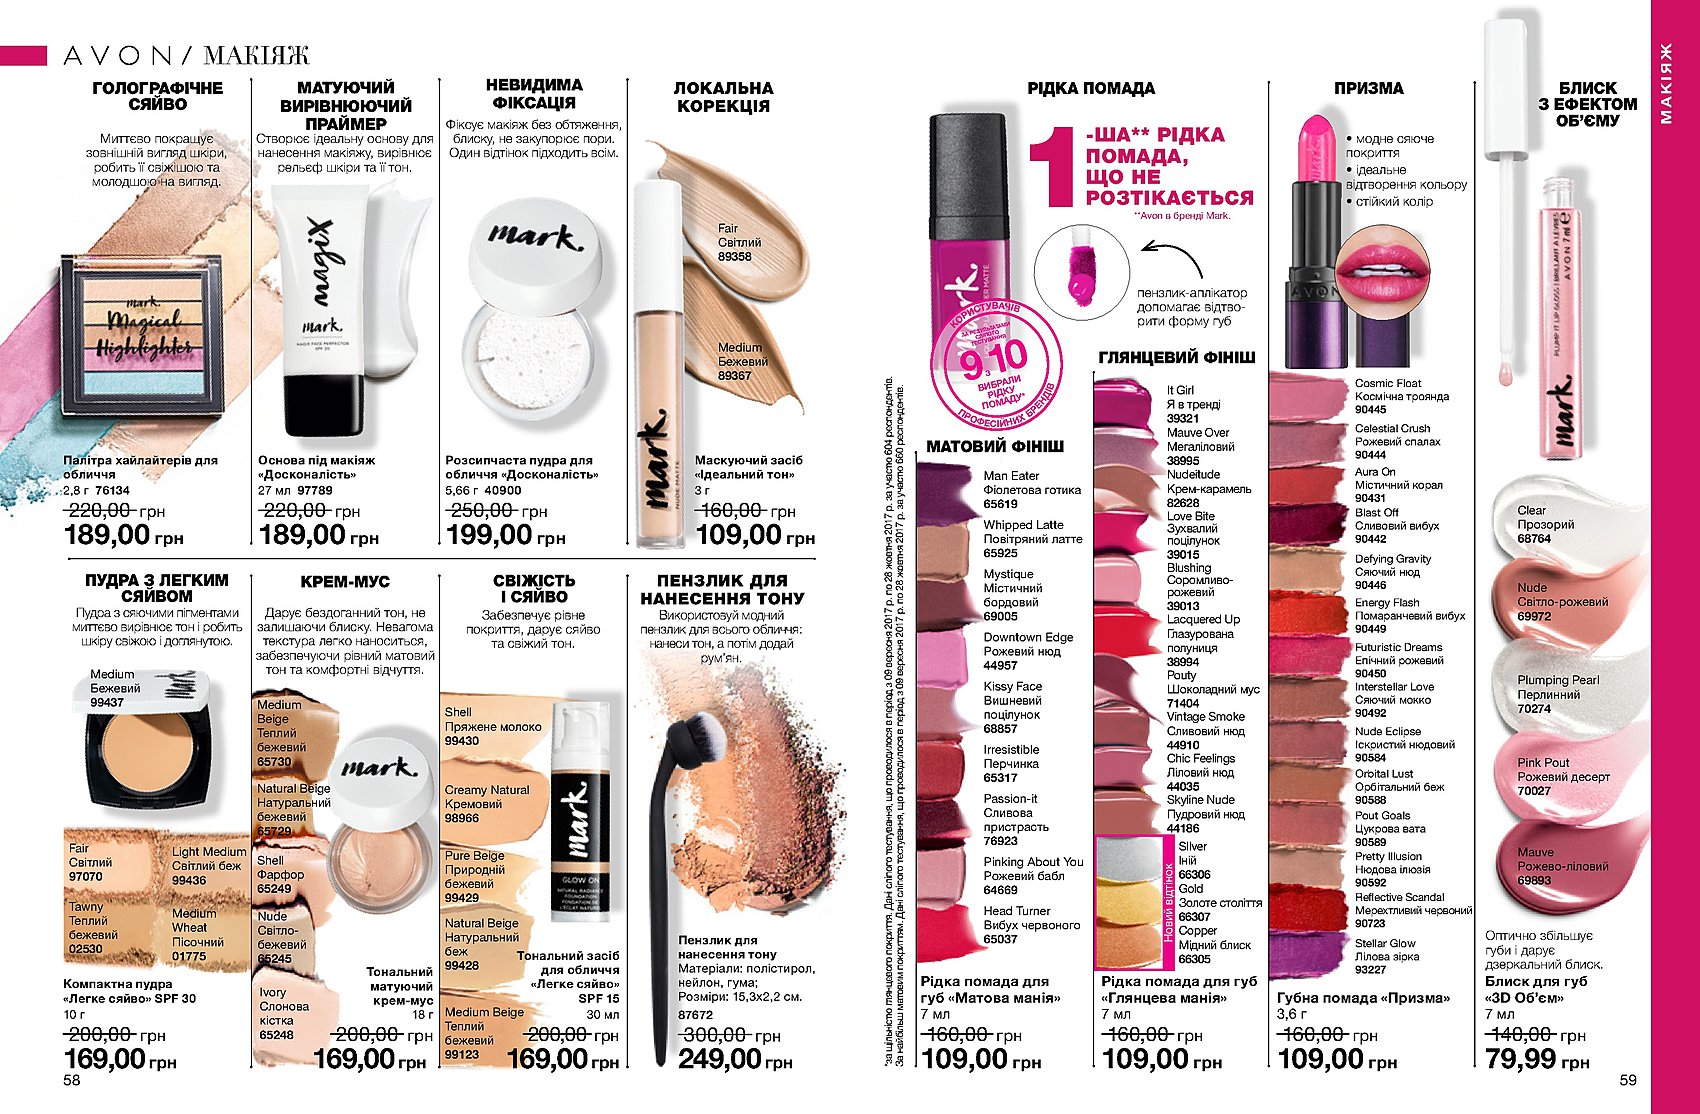 AVON / МАКІЯЖ
ГОЛОГРАФІЧНЕ
СЯЙВО
Миттєво покращує
зовнішній вигляд шкіри,
робить її свіжішою та
молодшою на вигляд.
mark.
Magical
Highlighter
Палітра хайлайтерів для
обличчя
2,8 г 76134
220,00 грн
189,00 грн
МАТУЮЧИЙ
ВИРІВНЮЮЧИЙ
ПРАЙМЕР
Створює ідеальну основу для
нанесення макіяжу, вирівнює
рельєф шкіри та її тон.
magix
mark.
MAGIX FACE PERFECTOR
SPF 20
Основа під макіяж
«Досконалість»
27 мл 97789
220,00 грн
189,00 грн
НЕВИДИМА
ФІКСАЦІЯ
Фіксує макіяж без обтяження,
блиску, не закупорює пори.
Один відтінок підходить всім.
mark.
Розсипчаста пудра для
обличчя «Досконалість»
5,66 г 40900
250,00 грн
199,00 грн
ЛОКАЛЬНА
КОРЕКЦІЯ
Fair
Світлий
89358
Medium
Бежевий
89367
mark.
NUDE MATTE
Маскуючий засіб
«Ідеальний тон»
3 г
160,00 грн
109,00 грн
ПУДРА З ЛЕГКИМ
СЯЙВОМ
Пудра з сяючими пігментами
миттєво вирівнює тон і робить
шкіру свіжою і доглянутою.
Medium
Бежевий
99437
mark.
Fair
Світлий
97070
Light Medium
Світлий беж
99436
Tawny
Теплий
бежевий
02530
Medium
Wheat
Пісочний
01775
Компактна пудра
«Легке сяйво» SPF 30
10 г
200,00 грн
169,00 грн
КРЕМ-МУС
Дарує бездоганний тон, не
залишаючи блиску. Невагома
текстура легко наноситься,
забезпечуючи рівний матовий
тон та комфортні відчуття.
Medium
Beige
Теплий
бежевий
65730
Natural Beige
Натуральний
бежевий
65729
Shell
Фарфор
65249
Nude
Світло-
бежевий
65245
Ivory
Слонова
кістка
65248
mark.
Тональний
матуючий
крем-мус
18 г
200,00 грн
169,00 грн
СВІЖІСТЬ
І СЯЙВО
Забезпечує рівне
покриття, дарує сяйво
та свіжий тон.
Shell
Пряжене молоко
99430
Creamy Natural
Кремовий
98966
Pure Beige
Природній
бежевий
99429
Natural Beige
Натуральний
беж
99428
Medium Beige
Теплий
бежевий
99123
mark.
GLOW ON
NATURAL RADIANCE
FOUNDATION
FOND DE TEINT
Тональний засіб
для обличчя
«Легке сяйво»
SPF 15
30 мл
200,00 грн
169,00 грн
ПЕНЗЛИК ДЛЯ
НАНЕСЕННЯ ТОНУ
Використовуй модний
пензлик для всього обличчя:
нанеси тон, а потім додай
рум'ян.
Пензлик для
нанесення тону
Матеріали: полістирол,
нейлон, гума;
Розміри: 15,3x2,2 см.
87672
300,00 грн
249,00 грн
58
*за щільністю глянцового покриття. Дані сліпого тестування, що проводилося в період з 09 вересня 2017 р. по 28 жовтня 2017 р. за участю 604 респондентів.
За найбільш матовим покриттям. Дані сліпого тестування, що проводилося в період з 09 вересня 2017 р. по 28 жовтня 2017 р. за участю 660 респондентів.
РІДКА ПОМАДА
1-ША** РІДКА
ПОМАДА,
ЩО НЕ
РОЗТІКАЄТЬСЯ
**Avon в бренді Mark.
пензлик-аплікатор
допомагає відтво-
рити форму губ
mark.
КОРИСТУВАЧІВ
ЗА РЕЗУЛЬТАТАМИ
СЛІПОГО
ТЕСТУВАННЯ
9 з 10
ВИБРАЛИ
РІДКУ
ПОМАДУ*
ПРОФЕСІЙНИХ БРЕНДІВ
МАТОВИЙ ФІНІШ
Man Eater
Фіолетова готика
65619
Whipped Latte
Повітряний латте
65925
Mystique
Містичний
бордовий
69005
Downtown Edge
Рожевий нюд
44957
Kissy Face
Вишневий
поцілунок
68857
Irresistible
Перчинка
65317
Passion-it
Сливова
пристрасть
76923
Pinking About You
Рожевий бабл
64669
Head Turner
Вибух червоного
65037
Рідка помада для
губ «Матова манія»
7 мл
160,00 грн
109,00 грн
ГЛЯНЦЕВИЙ ФІНІШ
It Girl
Я в тренді
39321
Mauve Over
Мегаліловий
38995
Nudeitude
Крем-карамель
82628
Love Bite
Зухвалий
поцілунок
39015
Blushing
Соромливо-
рожевий
39013
Lacquered Up
Глазурована
полуниця
38994
Pouty
Шоколадний мус
71404
Vintage Smoke
Сливовий нюд
44910
Chic Feelings
Ліловий нюд
44035
Skyline Nude
Пудровий нюд
44186
Новий відтінок
Silver
Іній
66306
Gold
Золоте століття
66307
Copper
Мідний блиск
66305
Рідка помада для губ
«Глянцева манія»
7 мл
160,00 грн
109,00 грн
ПРИЗМА
• модне сяюче
покриття
• ідеальне
відтворення кольору
• стійкий колір
AVON
Cosmic Float
Космічна троянда
90445
Celestial Crush
Рожевий спалах
90444
Aura On
Містичний корал
90431
Blast Off
Сливовий вибух
90442
Defying Gravity
Сяючий нюд
90446
Energy Flash
Помаранчевий вибух
90449
Futuristic Dreams
Епічний рожевий
90450
Interstellar Love
Сяючий мокко
90492
Nude Eclipse
Іскристий нюдовий
90584
Orbital Lust
Орбітальний беж
90588
Pout Goals
Цукрова вата
90589
Pretty Illusion
Нюдова ілюзія
90592
Reflective Scandal
Мерехтливий червоний
90723
Stellar Glow
Лілова зірка
93227
Губна помада «Призма»
3,6 г
160,00 грн
109,00 грн
БЛИСК
З ЕФЕКТОМ
ОБ'ЄМУ
PLUMP IT LIP GLOSS | BRILLANT À LÈVRES
AVON 7 ml e
mark.
Clear
Прозорий
68764
Nude
Світло-рожевий
69972
Plumping Pearl
Перлинний
70274
Pink Pout
Рожевий десерт
70027
Mauve
Рожево-ліловий
69893
Оптично збільшує
губи і дарує
дзеркальний блиск.
Блиск для губ
«3D Об'єм»
7 мл
140,00 грн
79,99 грн
МАКІЯЖ
59